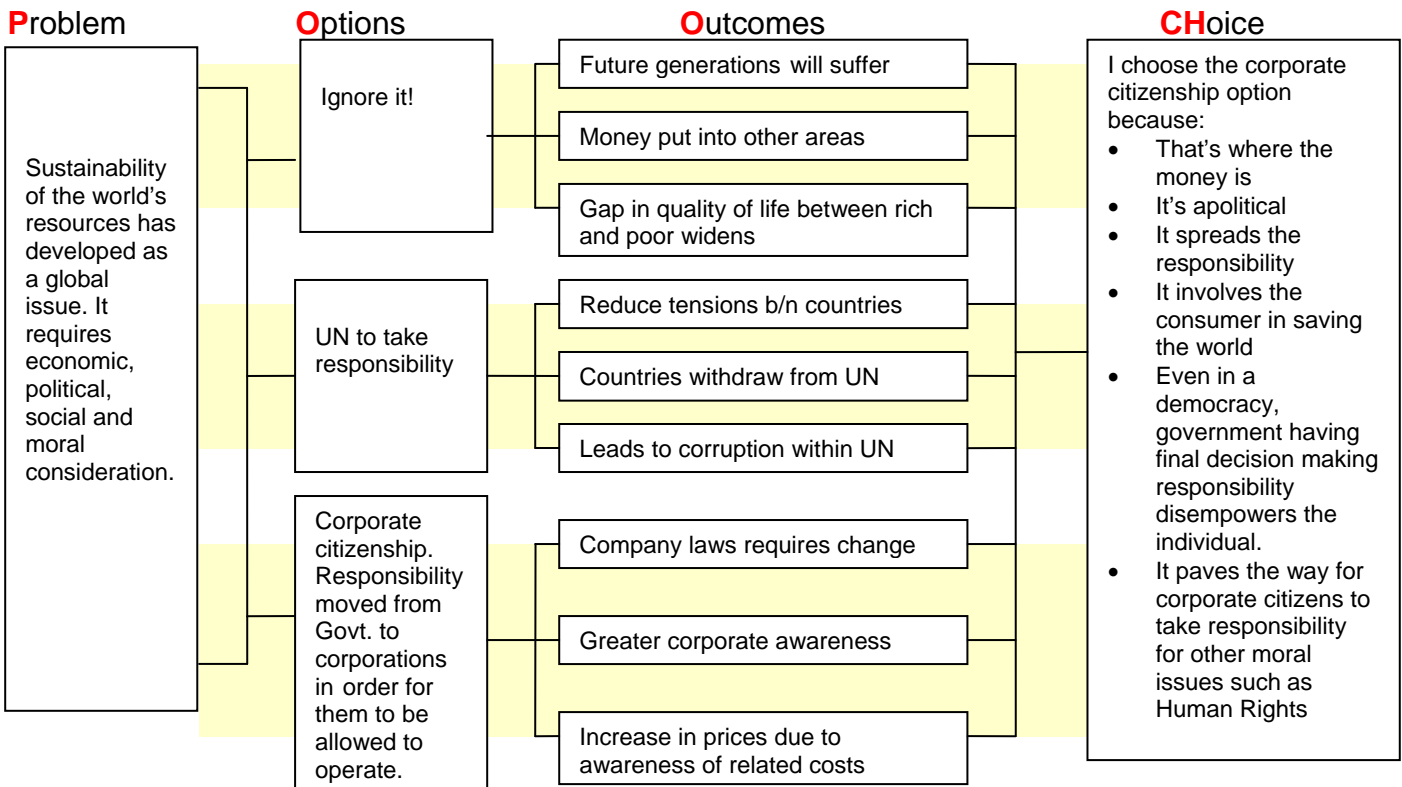 Problem
Options
Outcomes
CHoice
Sustainability
of the world's
resources has
developed as
a global
issue. It
requires
economic,
political,
social and
moral
consideration.
Ignore it!
UN to take
responsibility
Corporate
citizenship.
Responsibility
moved from
Govt. to
corporations
in order for
them to be
allowed to
operate.
Future generations will suffer
Money put into other areas
Gap in quality of life between rich
and poor widens
Reduce tensions b/n countries
Countries withdraw from UN
Leads to corruption within UN
Company laws requires change
Greater corporate awareness
Increase in prices due to
awareness of related costs
I choose the corporate
citizenship option
because:
• That's where the
money is
• It's apolitical
• It spreads the
responsibility
• It involves the
consumer in saving
the world
• Even in a
democracy,
government having
final decision making
responsibility
disempowers the
individual.
• It paves the way for
corporate citizens to
take responsibility
for other moral
issues such as
Human Rights